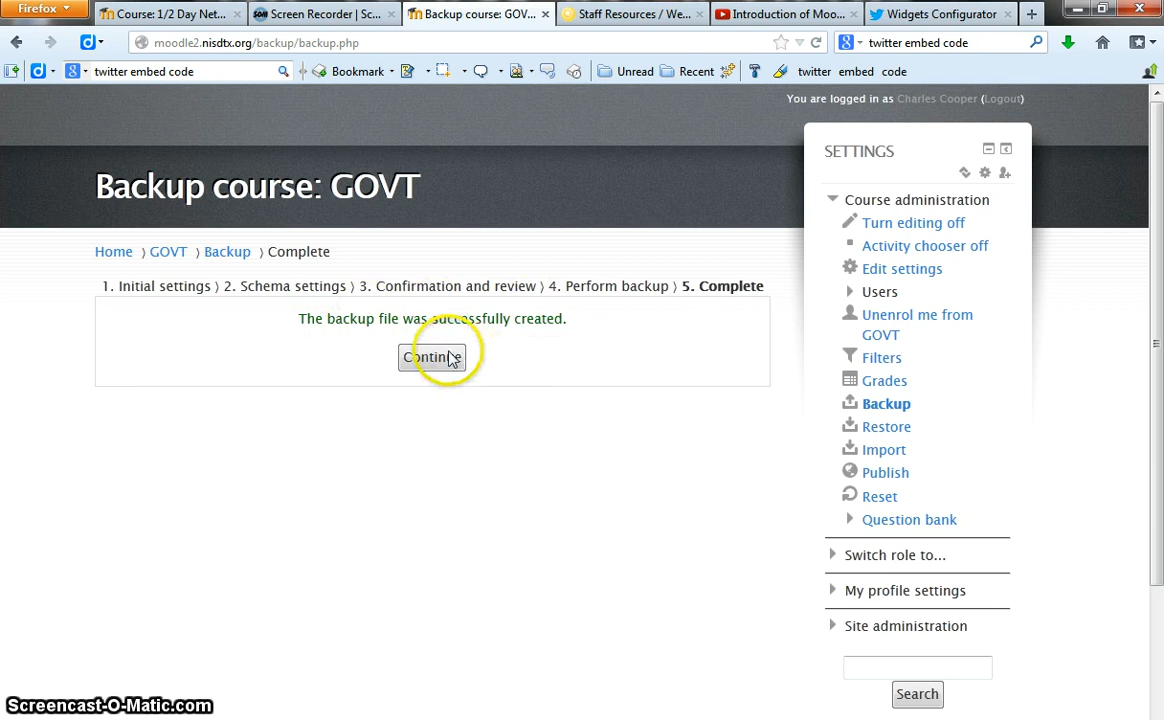 Firefox
Course: 1/2 Day Net...
Screen Recorder | Sc...
Backup course: GOV...
Staff Resources / We...
Introduction of Moo...
Widgets Configurator
moodle2.nisdtx.org/backup/backup.php
twitter embed code
twitter embed code
Bookmark
Unread
Recent
twitter embed code
You are logged in as Charles Cooper (Logout)
Backup course: GOVT
Home 〉 GOVT 〉 Backup 〉 Complete
1. Initial settings 〉 2. Schema settings 〉 3. Confirmation and review 〉 4. Perform backup 〉 5. Complete
The backup file was successfully created.
Continue
SETTINGS
Course administration
Turn editing off
Activity chooser off
Edit settings
Users
Unenrol me from
GOVT
Filters
Grades
Backup
Restore
Import
Publish
Reset
Question bank
Switch role to...
My profile settings
Site administration
Search
Screencast-O-Matic.com